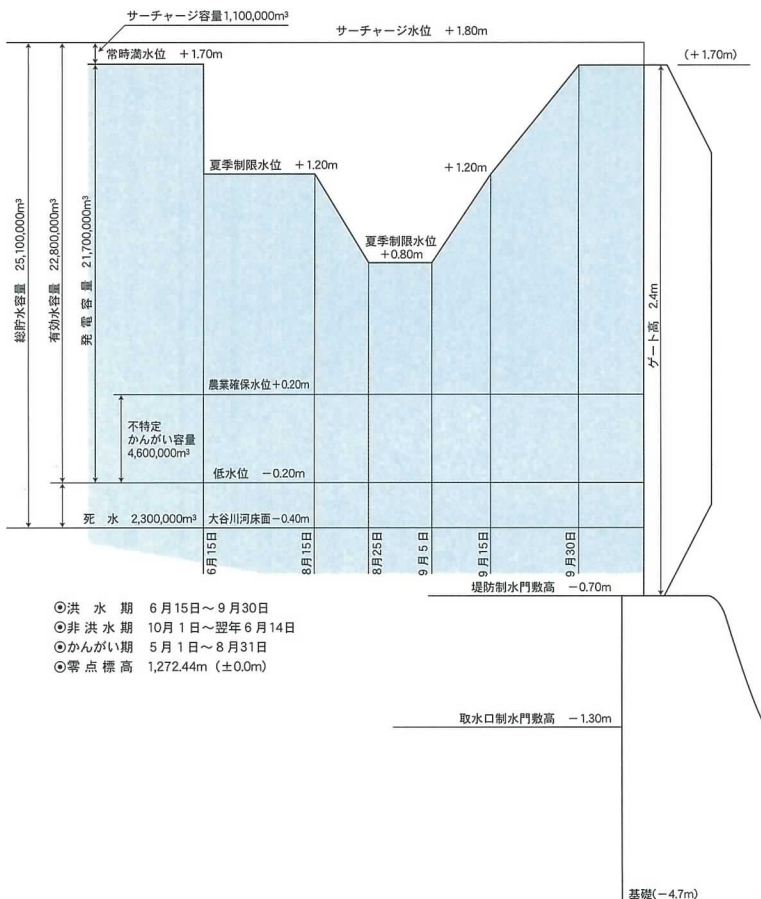 サーチャージ容量1,100,000m³
サーチャージ水位 +1.80m
常時満水位 +1.70m
(+1.70m)
夏季制限水位 +1.20m
+1.20m
夏季制限水位
+0.80m
総貯水容量 25,100,000m³
有効水容量 22,800,000m³
発電容量 21,700,000m³
ゲート高 2.4m
農業確保水位+0.20m
不特定
かんがい容量
4,600,000m³
低水位 −0.20m
死水 2,300,000m³
大谷川河床面−0.40m
6月15日
8月15日
8月25日
9月5日
9月15日
9月30日
堤防制水門敷高 −0.70m
◉洪水期 6月15日〜9月30日
◉非洪水期 10月1日〜翌年6月14日
◉かんがい期 5月1日〜8月31日
◉零点標高 1,272.44m(±0.0m)
取水口制水門敷高 −1.30m
基礎(−4.7m)